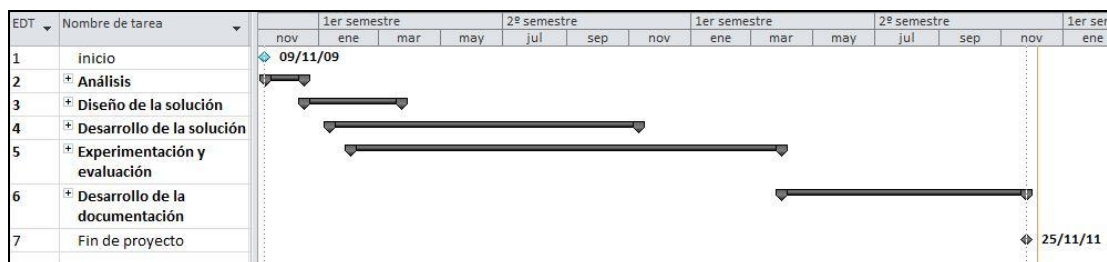 EDT Nombre de tarea 1er semestre 2º semestre 1er semestre 2º semestre 1er ser
nov ene mar may jul sep nov ene mar may jul sep nov ene
1 inicio 09/11/09
2 Análisis
3 Diseño de la solución
4 Desarrollo de la solución
5 Experimentación y
evaluación
6 Desarrollo de la
documentación
7 Fin de proyecto 25/11/11